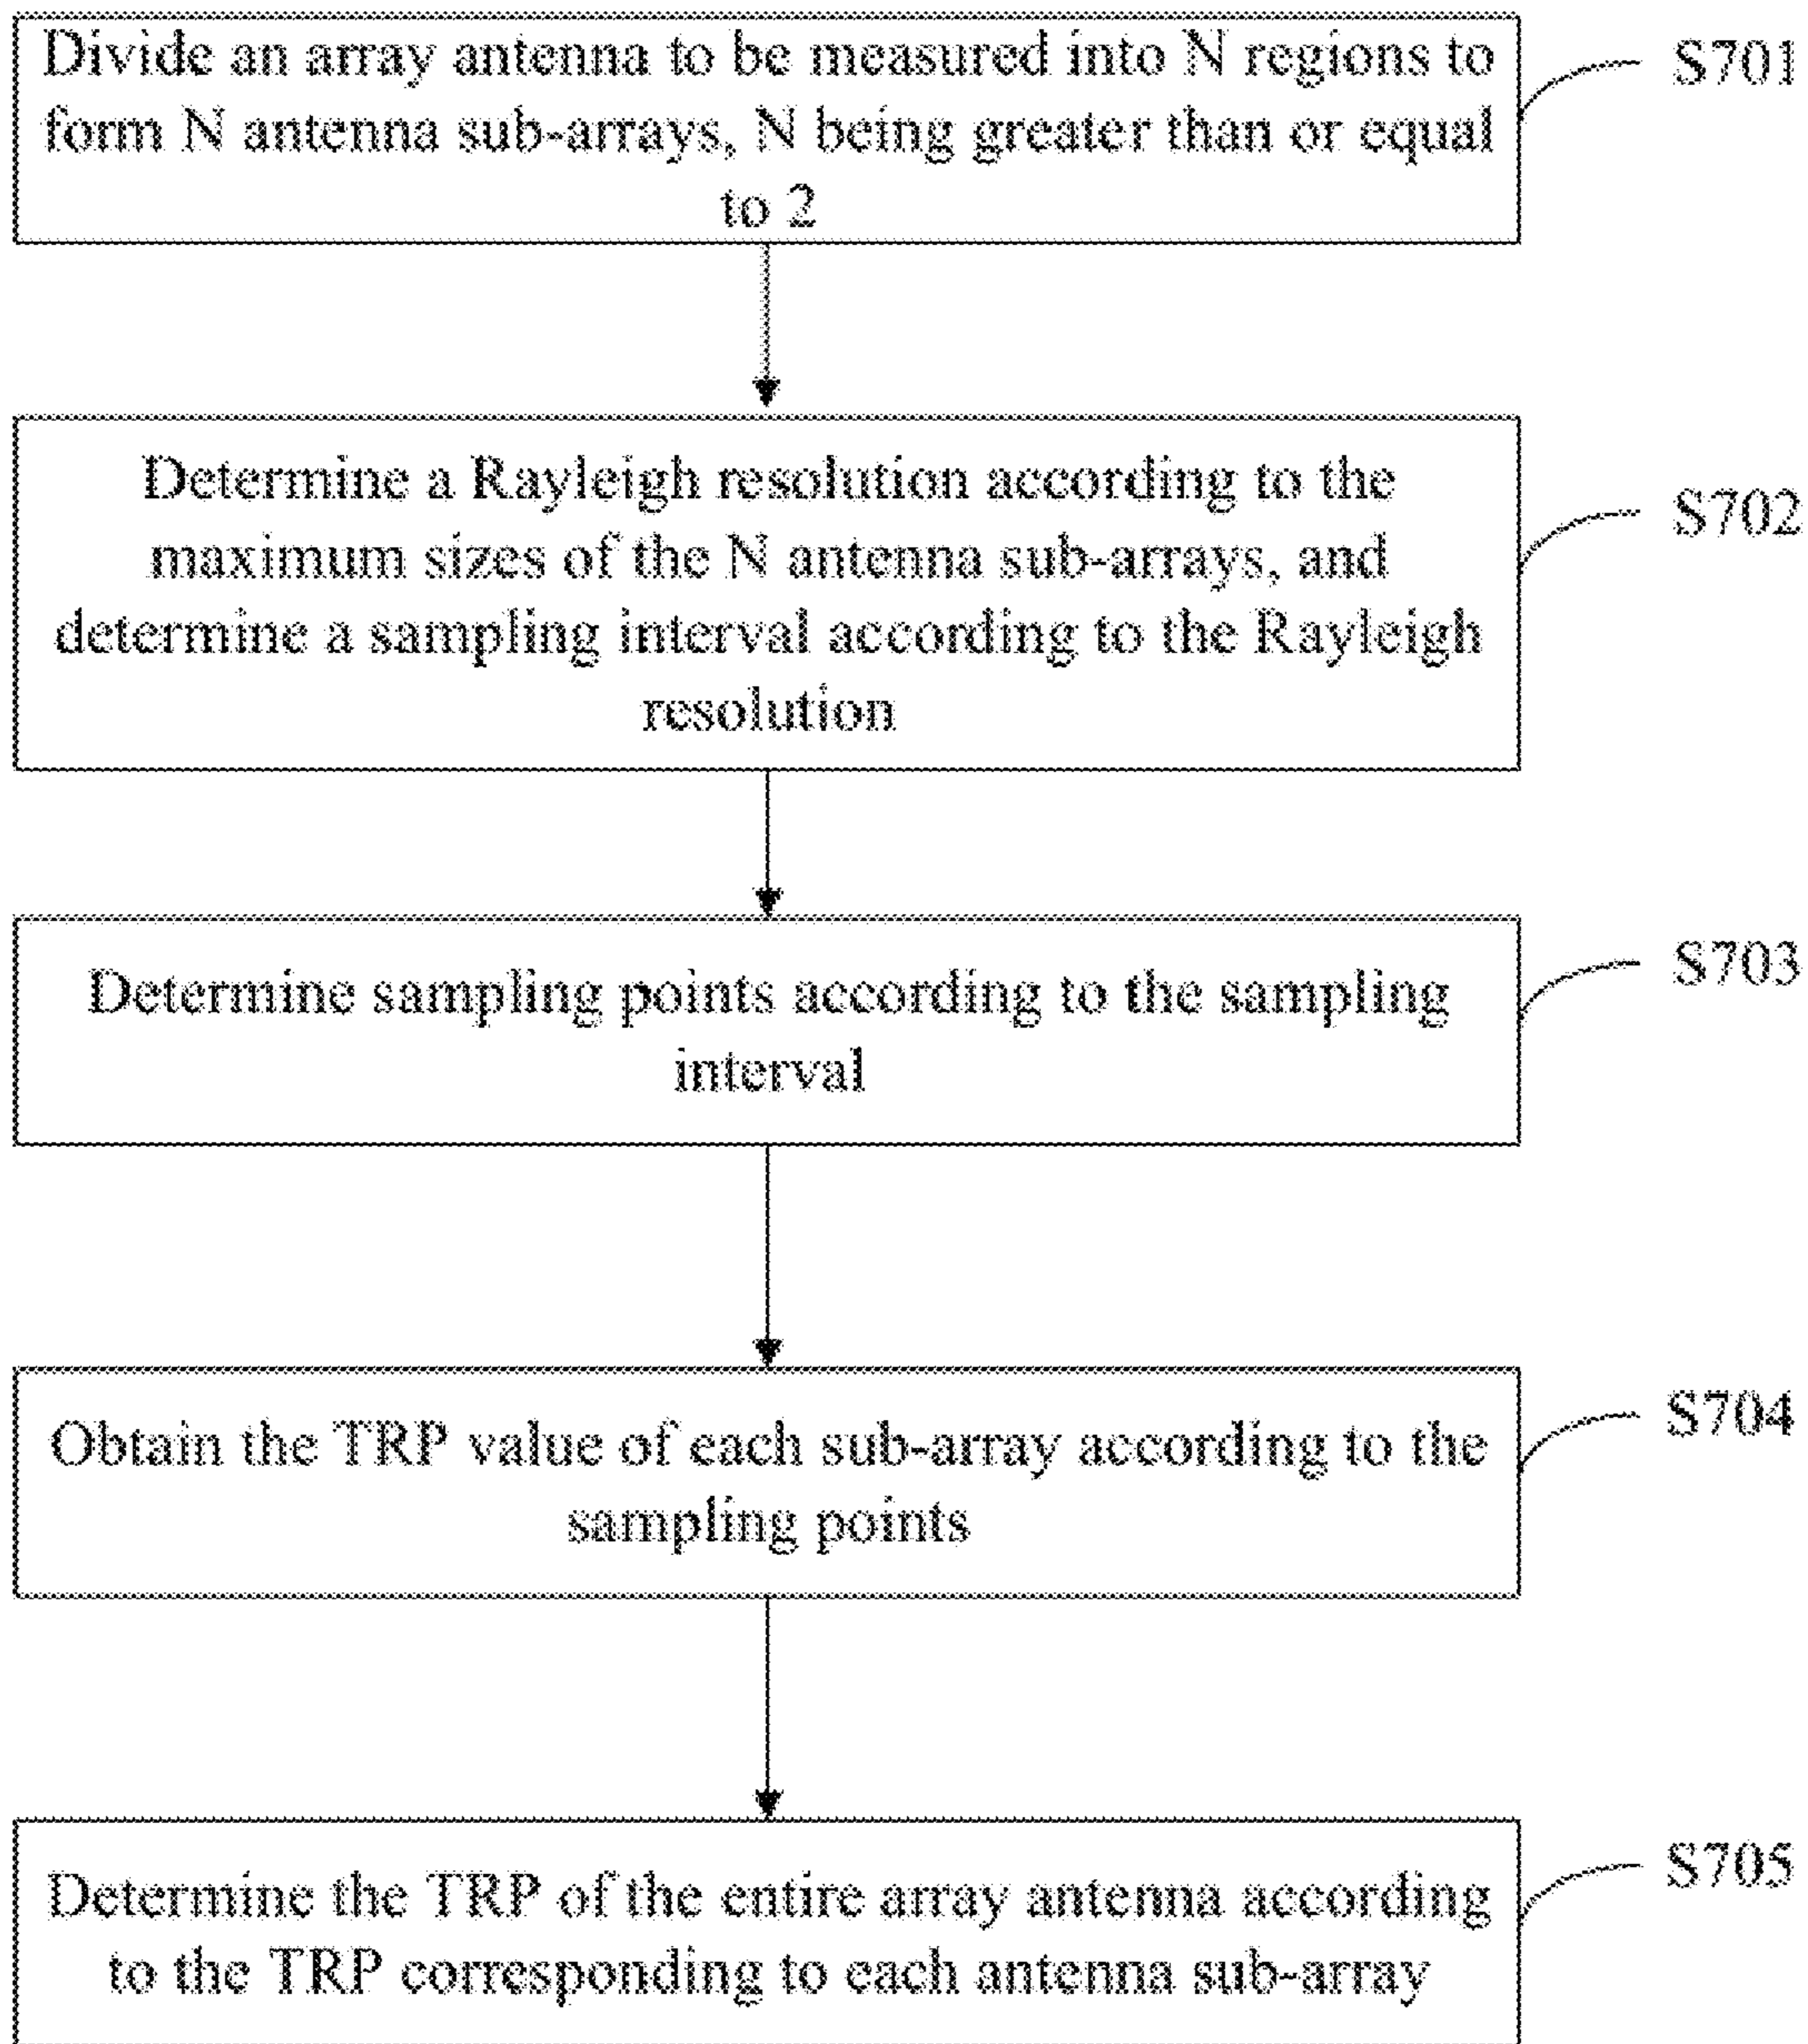 Divide an array antenna to be measured into N regions to
form N antenna sub-arrays, N being greater than or equal
to 2
S701
Determine a Rayleigh resolution according to the
maximum sizes of the N antenna sub-arrays, and
determine a sampling interval according to the Rayleigh
resolution
S702
Determine sampling points according to the sampling
interval
S703
Obtain the TRP value of each sub-array according to the
sampling points
S704
Determine the TRP of the entire array antenna according
to the TRP corresponding to each antenna sub-array
S705